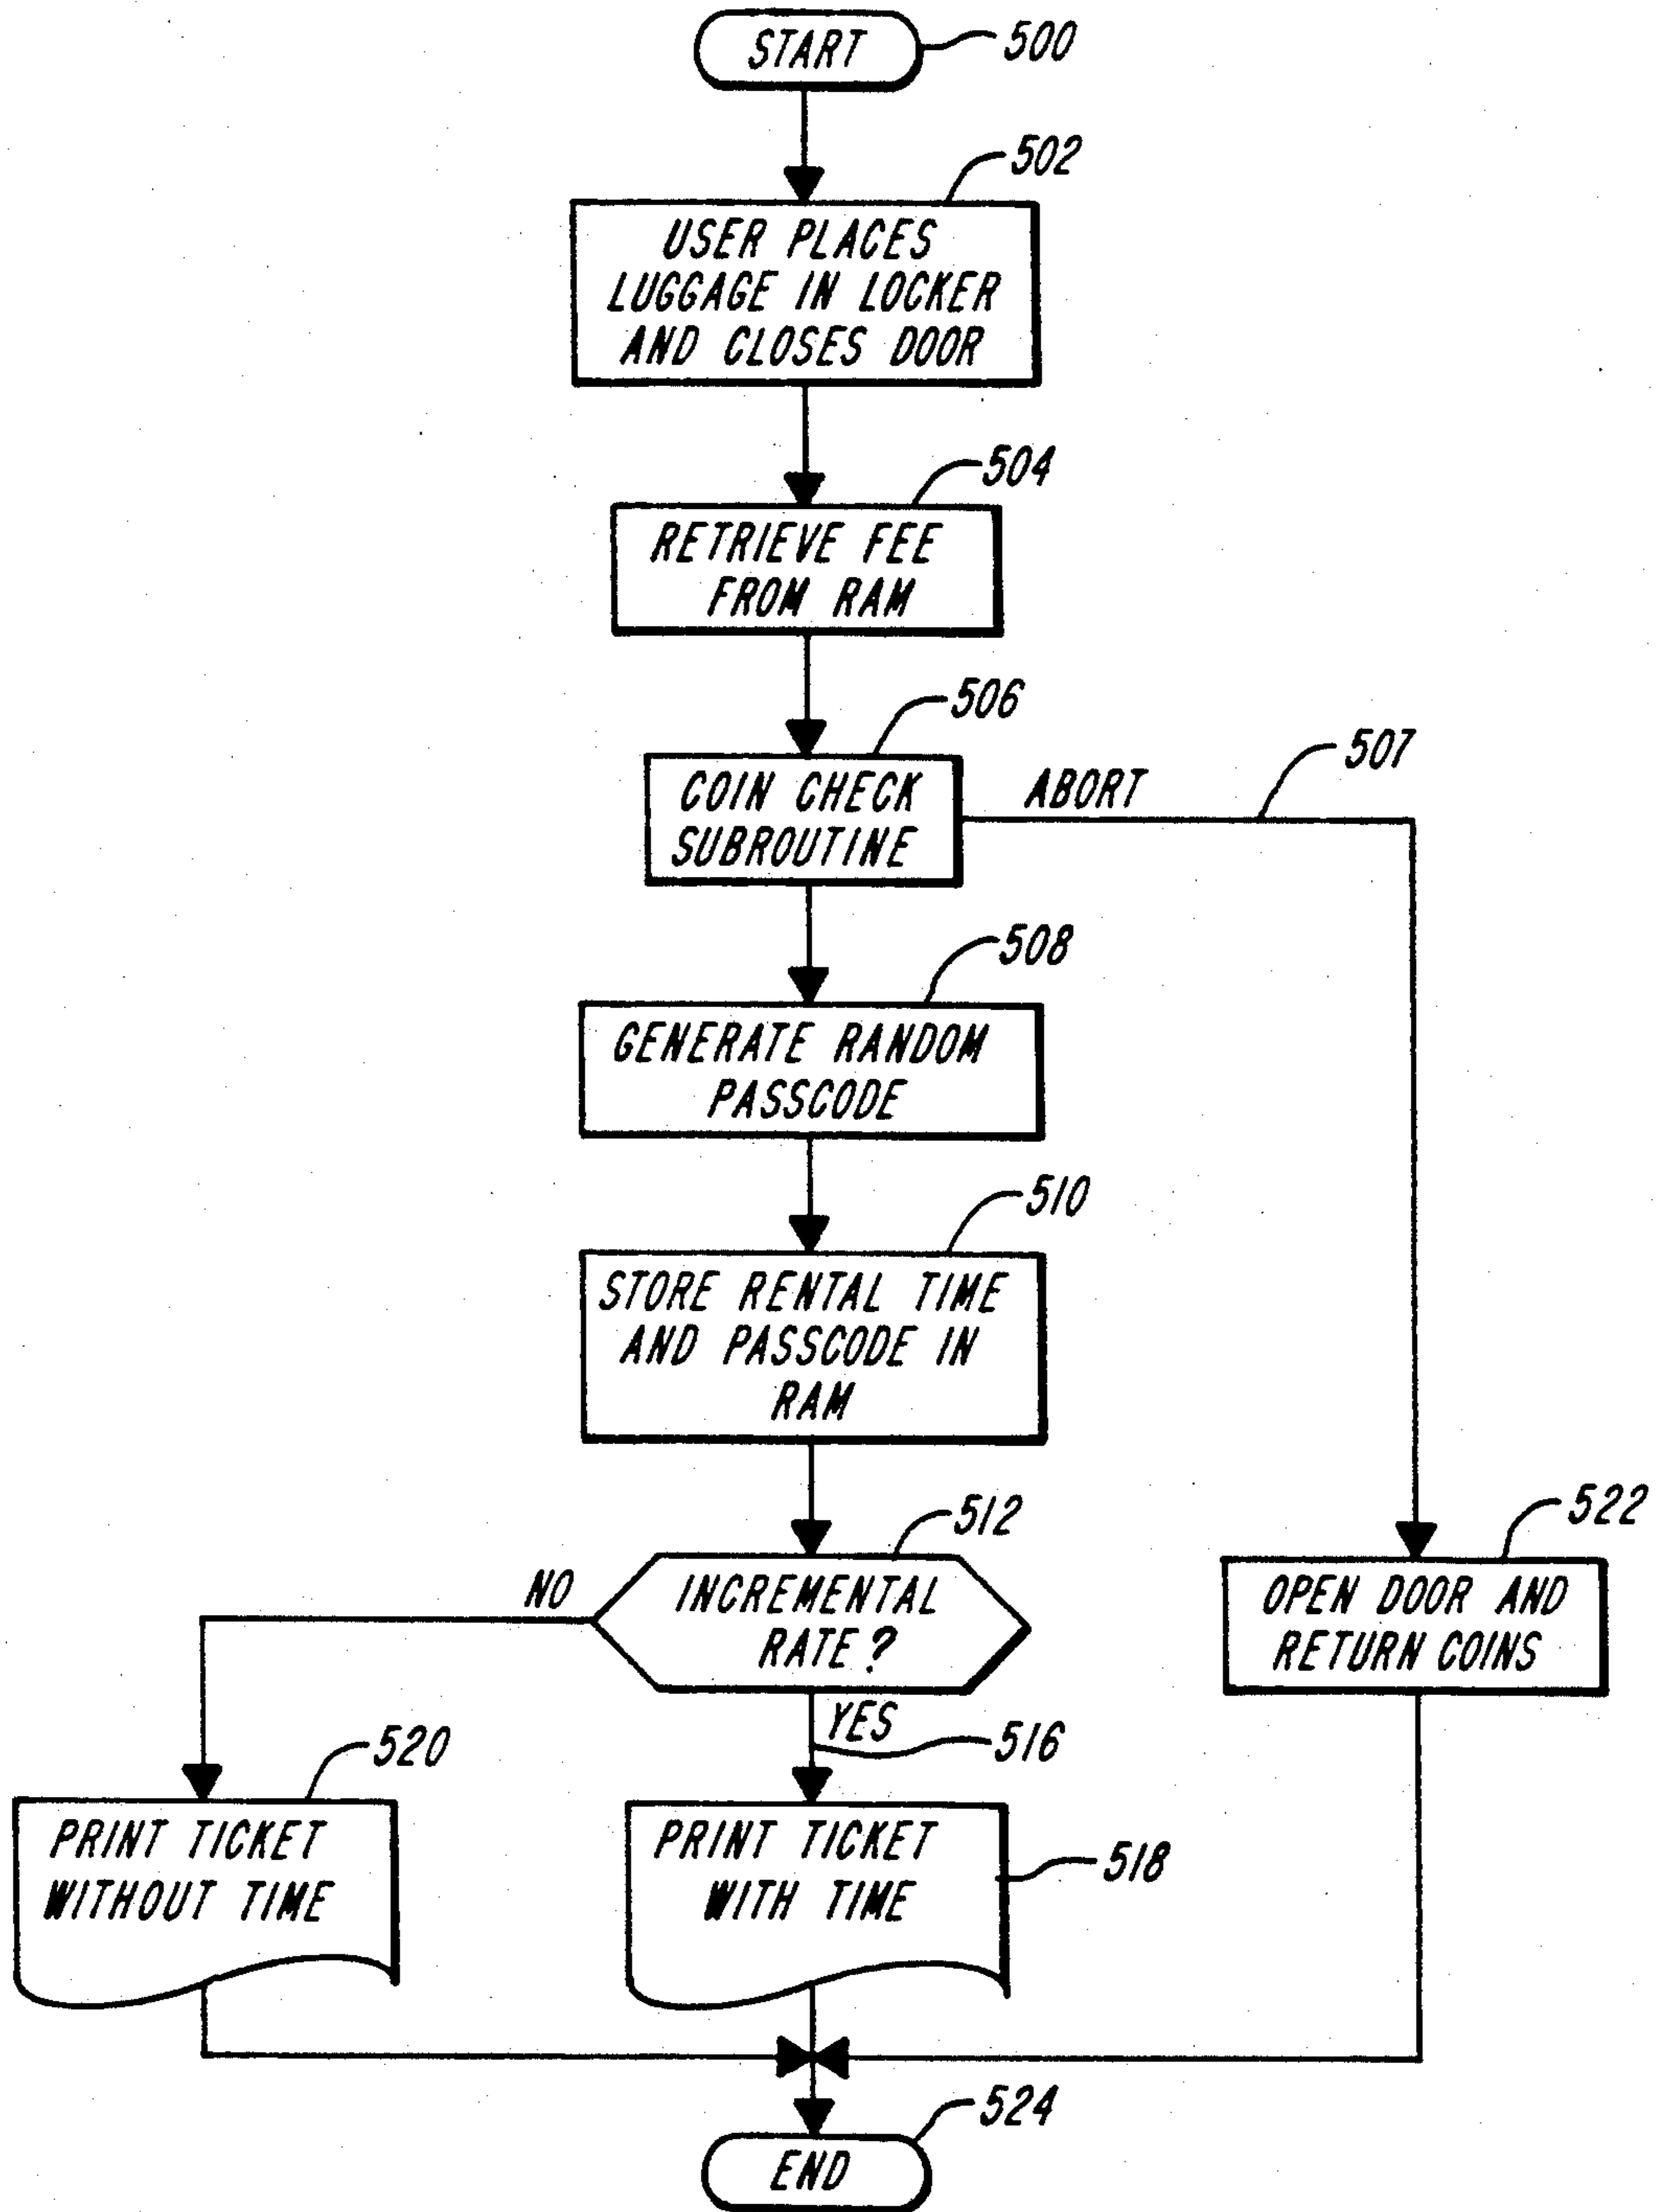 START
500
502
USER PLACES
LUGGAGE IN LOCKER
AND CLOSES DOOR
504
RETRIEVE FEE
FROM RAM
506
COIN CHECK
SUBROUTINE
ABORT
507
508
GENERATE RANDOM
PASSCODE
510
STORE RENTAL TIME
AND PASSCODE IN
RAM
512
INCREMENTAL
RATE?
NO
YES
516
522
OPEN DOOR AND
RETURN COINS
520
PRINT TICKET
WITHOUT TIME
PRINT TICKET
WITH TIME
518
524
END